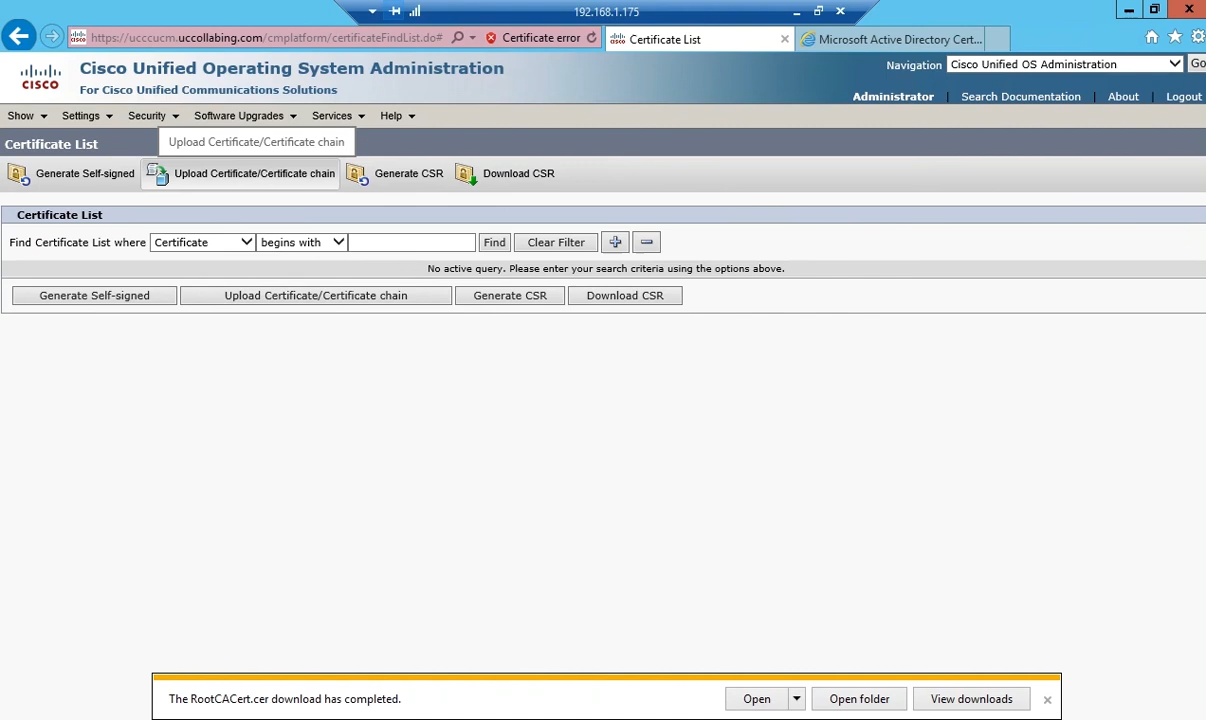 192.168.1.175
https://ucccucm.uccollabing.com/cmplatform/certificateFindList.do# Certificate error Certificate List Microsoft Active Directory Cert...
CISCO Cisco Unified Operating System Administration Navigation Cisco Unified OS Administration Go
For Cisco Unified Communications Solutions Administrator Search Documentation About Logout
Show Settings Security Software Upgrades Services Help
Upload Certificate/Certificate chain
Certificate List
Generate Self-signed Upload Certificate/Certificate chain Generate CSR Download CSR
Certificate List
Find Certificate List where Certificate begins with Find Clear Filter
No active query. Please enter your search criteria using the options above.
Generate Self-signed Upload Certificate/Certificate chain Generate CSR Download CSR
The RootCACert.cer download has completed. Open Open folder View downloads